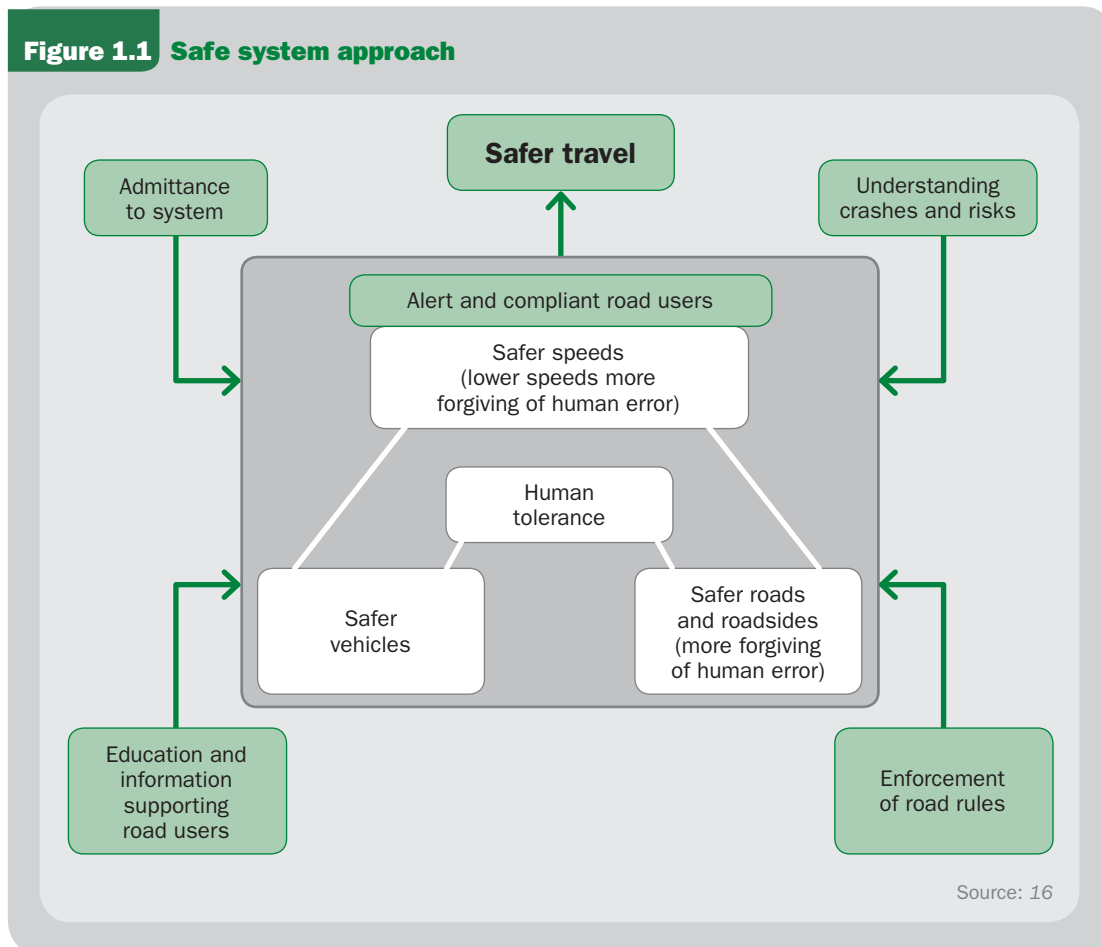 Figure 1.1 Safe system approach
Safer travel
Admittance
to system
Understanding
crashes and risks
Alert and compliant road users
Safer speeds
(lower speeds more
forgiving of human error)
Human
tolerance
Safer
vehicles
Safer roads
and roadsides
(more forgiving
of human error)
Education and
information
supporting
road users
Enforcement
of road rules
Source: 16